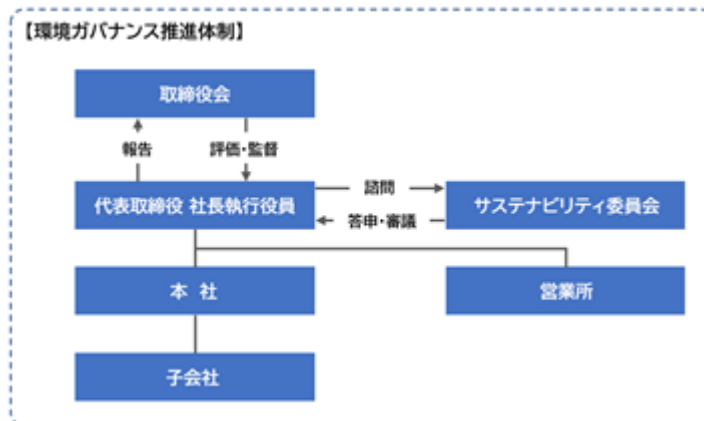 【環境ガバナンス推進体制】
取締役会
報告
評価・監督
代表取締役 社長執行役員
諮問
答申・審議
サステナビリティ委員会
本 社
営業所
子会社